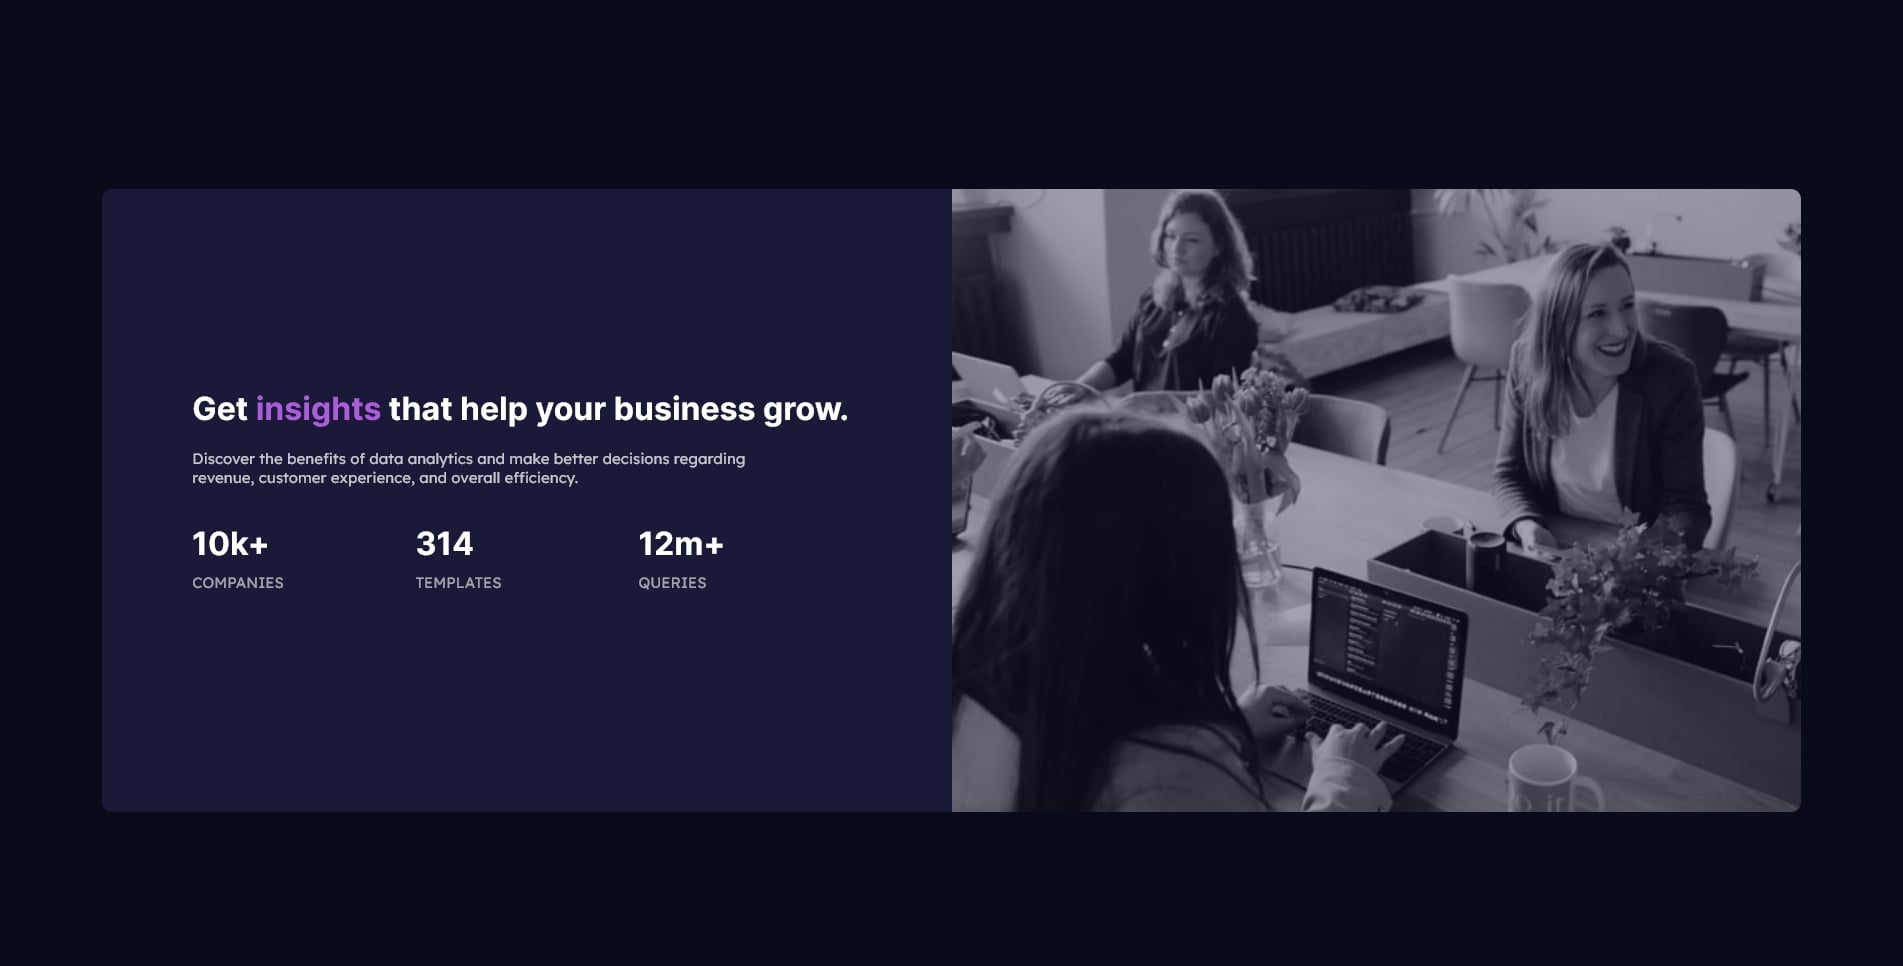 Get insights that help your business grow.
Discover the benefits of data analytics and make better decisions regarding
revenue, customer experience, and overall efficiency.
10k+
314
12m+
COMPANIES
TEMPLATES
QUERIES